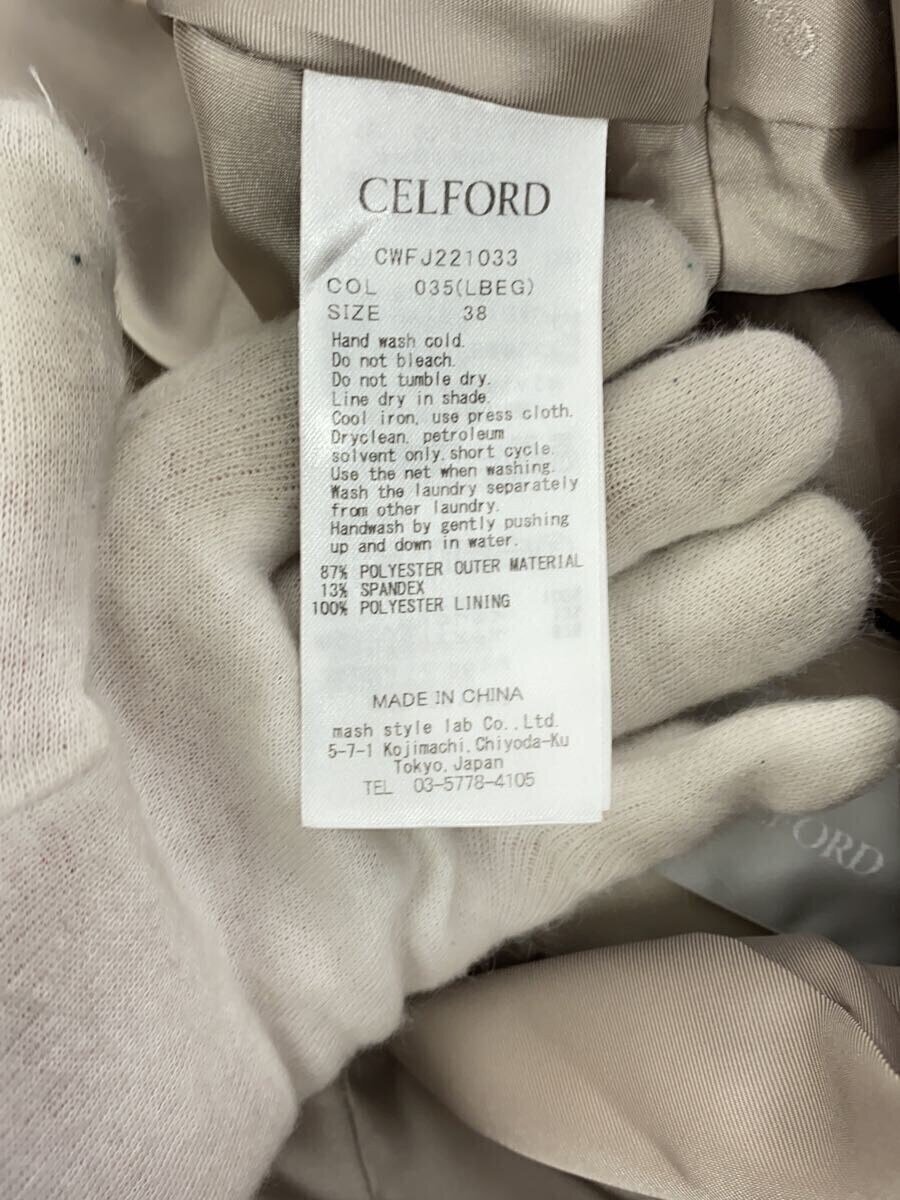 CELFORD
CWFJ221033
COL 035(LBEG)
SIZE 38
Hand wash cold.
Do not bleach.
Do not tumble dry.
Line dry in shade.
Cool iron, use press cloth.
Dryclean, petroleum
solvent only.short cycle.
Use the net when washing.
Wash the laundry separately
from other laundry.
Handwash by gently pushing
up and down in water.
87% POLYESTER OUTER MATERIAL
13% SPANDEX
100% POLYESTER LINING
MADE IN CHINA
mash style lab Co.,Ltd.
5-7-1 Kojimachi,Chiyoda-Ku
Tokyo,Japan
TEL 03-5778-4105